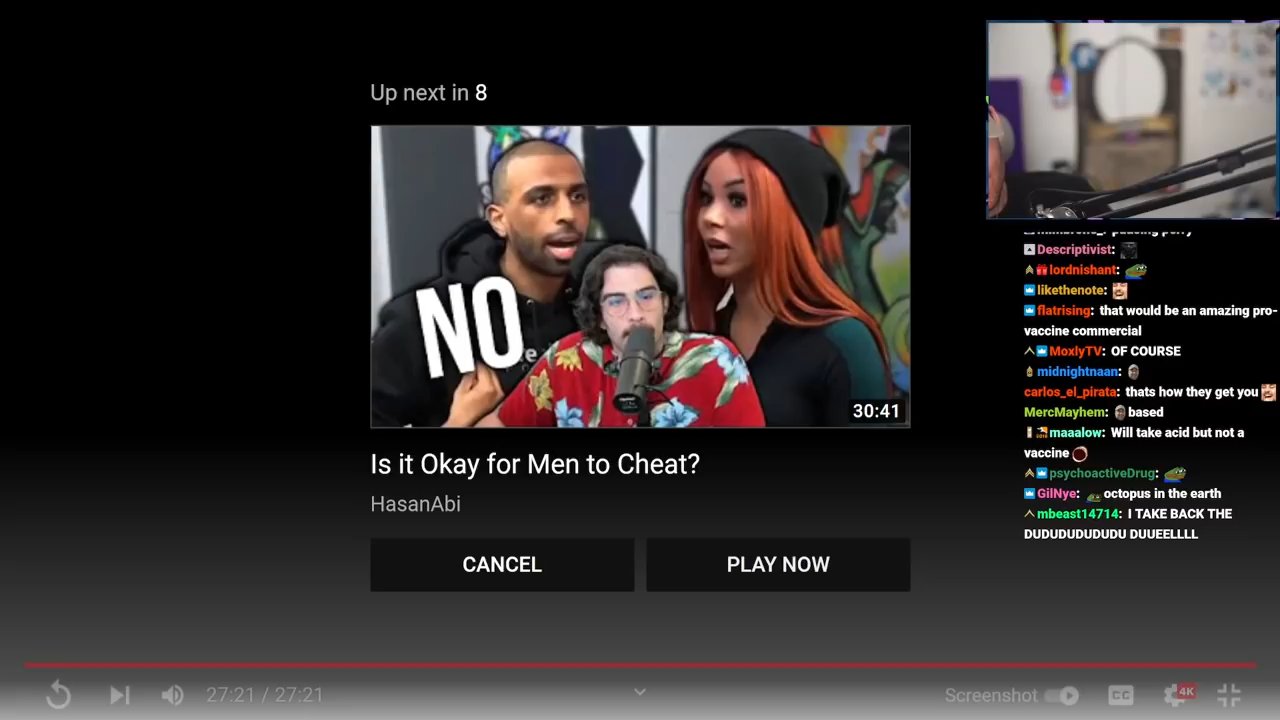 Up next in 8
NO
30:41
Is it Okay for Men to Cheat?
HasanAbi
CANCEL
PLAY NOW
27:21 / 27:21
Screenshot
CC
4K
Descriptivist:
lordnishant:
likethenote:
flatrising: that would be an amazing pro-
vaccine commercial
MoxlyTV: OF COURSE
midnightnaan:
carlos_el_pirata: thats how they get you
MercMayhem: based
maaalow: Will take acid but not a
vaccine
psychoactiveDrug:
GilNye: octopus in the earth
mbeast14714: I TAKE BACK THE
DUDUDUDUDUDU DUUEELLLL